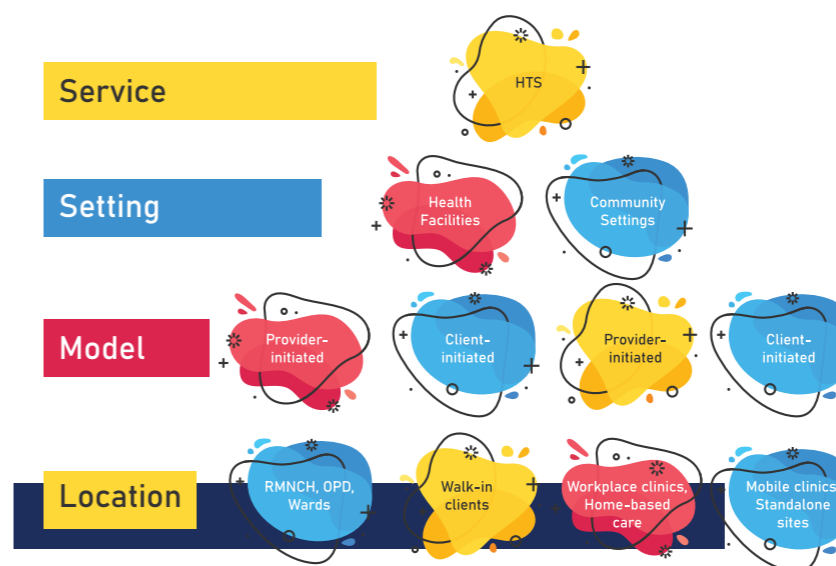 Service
HTS
Setting
Health
Facilities
Community
Settings
Model
Provider-
initiated
Client-
initiated
Provider-
initiated
Client-
initiated
Location
RMNCH, OPD,
Wards
Walk-in
clients
Workplace clinics,
Home-based
care
Mobile clinics
Standalone
sites